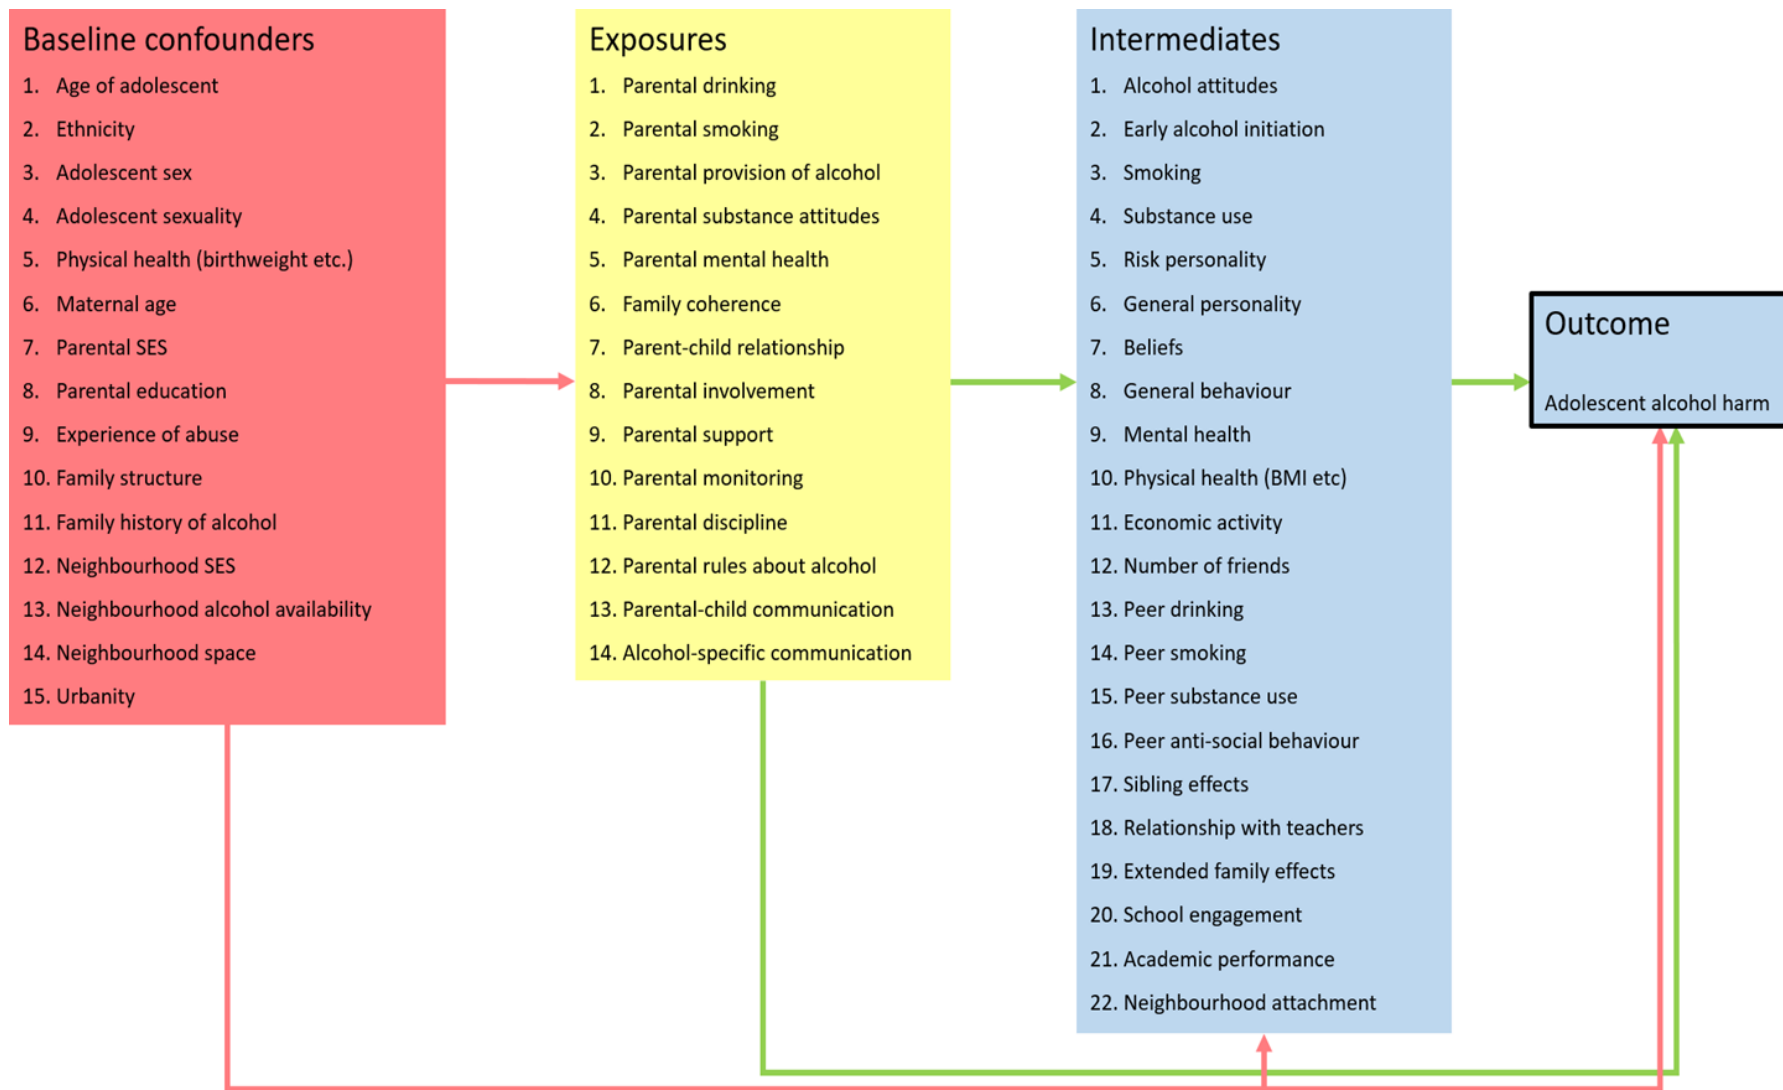 Baseline confounders
1. Age of adolescent
2. Ethnicity
3. Adolescent sex
4. Adolescent sexuality
5. Physical health (birthweight etc.)
6. Maternal age
7. Parental SES
8. Parental education
9. Experience of abuse
10. Family structure
11. Family history of alcohol
12. Neighbourhood SES
13. Neighbourhood alcohol availability
14. Neighbourhood space
15. Urbanity
Exposures
1. Parental drinking
2. Parental smoking
3. Parental provision of alcohol
4. Parental substance attitudes
5. Parental mental health
6. Family coherence
7. Parent-child relationship
8. Parental involvement
9. Parental support
10. Parental monitoring
11. Parental discipline
12. Parental rules about alcohol
13. Parental-child communication
14. Alcohol-specific communication
Intermediates
1. Alcohol attitudes
2. Early alcohol initiation
3. Smoking
4. Substance use
5. Risk personality
6. General personality
7. Beliefs
8. General behaviour
9. Mental health
10. Physical health (BMI etc)
11. Economic activity
12. Number of friends
13. Peer drinking
14. Peer smoking
15. Peer substance use
16. Peer anti-social behaviour
17. Sibling effects
18. Relationship with teachers
19. Extended family effects
20. School engagement
21. Academic performance
22. Neighbourhood attachment
Outcome
Adolescent alcohol harm